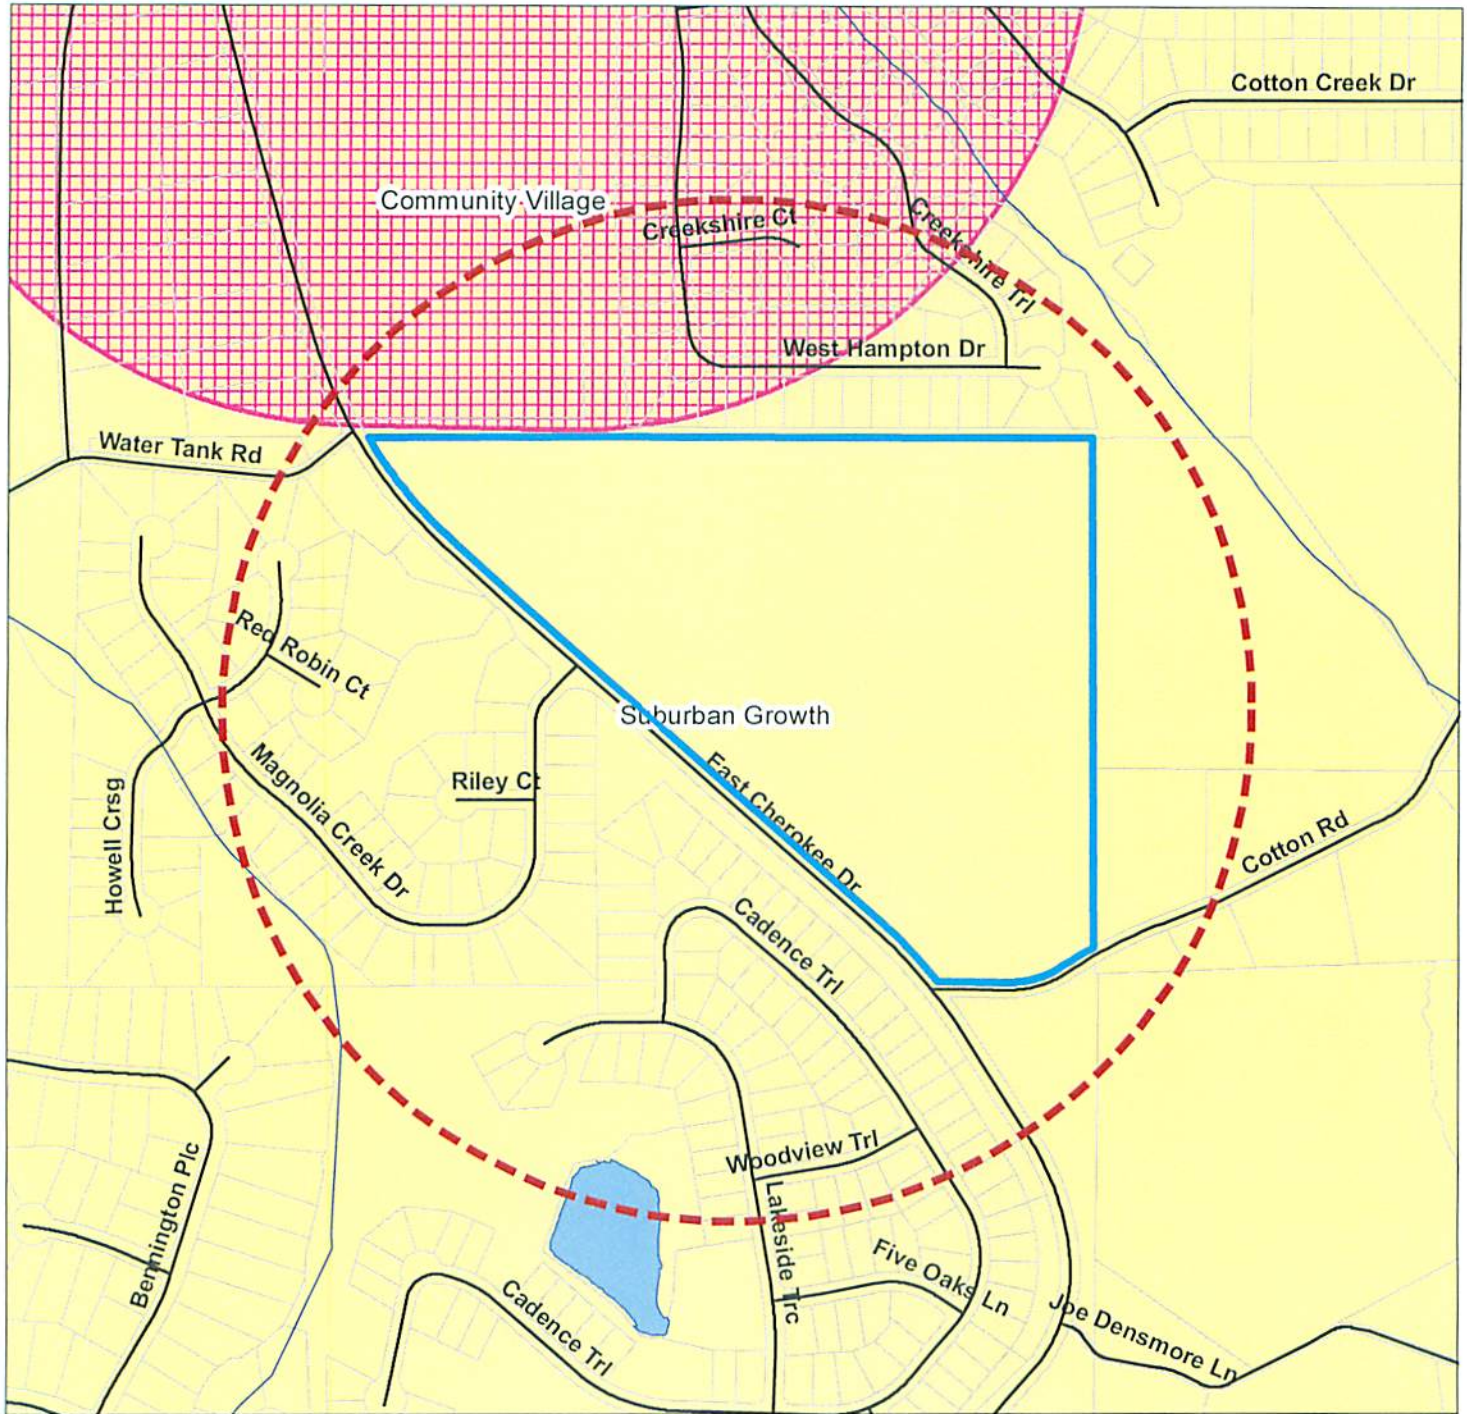 Cotton Creek Dr
Community Village
Creekshire Ct
Creekshire Trl
West Hampton Dr
Water Tank Rd
Red Robin Ct
Suburban Growth
Magnolia Creek Dr
Riley Ct
East Cherokee Dr
Howell Crsg
Cotton Rd
Cadence Trl
Woodview Trl
Bennington Plc
Lakeside Trc
Five Oaks Ln
Cadence Trl
Joe Densmore Ln